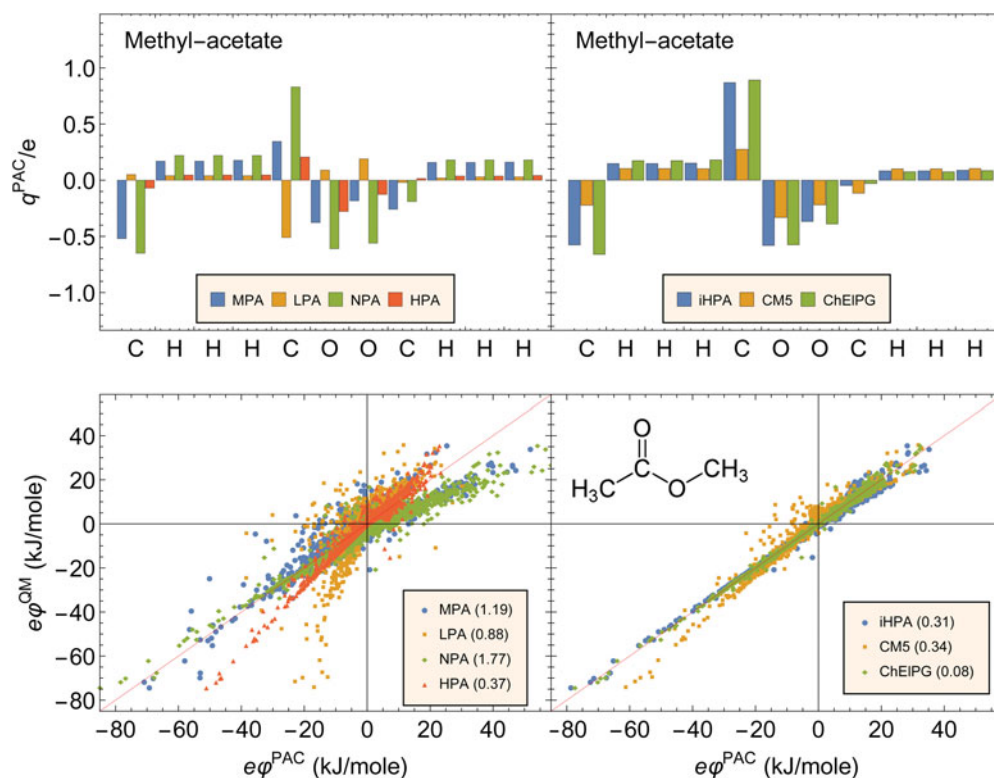 Methyl−acetate
Methyl−acetate
q^PAC/e
1.0
0.5
0.0
−0.5
−1.0
MPA LPA NPA HPA
iHPA CM5 ChElPG
C H H H C O O C H H H
C H H H C O O C H H H
eφ^QM (kJ/mole)
40
20
0
−20
−40
−60
−80
O
H₃C O CH₃
MPA (1.19)
LPA (0.88)
NPA (1.77)
HPA (0.37)
iHPA (0.31)
CM5 (0.34)
ChElPG (0.08)
−80 −60 −40 −20 0 20 40
−80 −60 −40 −20 0 20 40
eφ^PAC (kJ/mole)
eφ^PAC (kJ/mole)